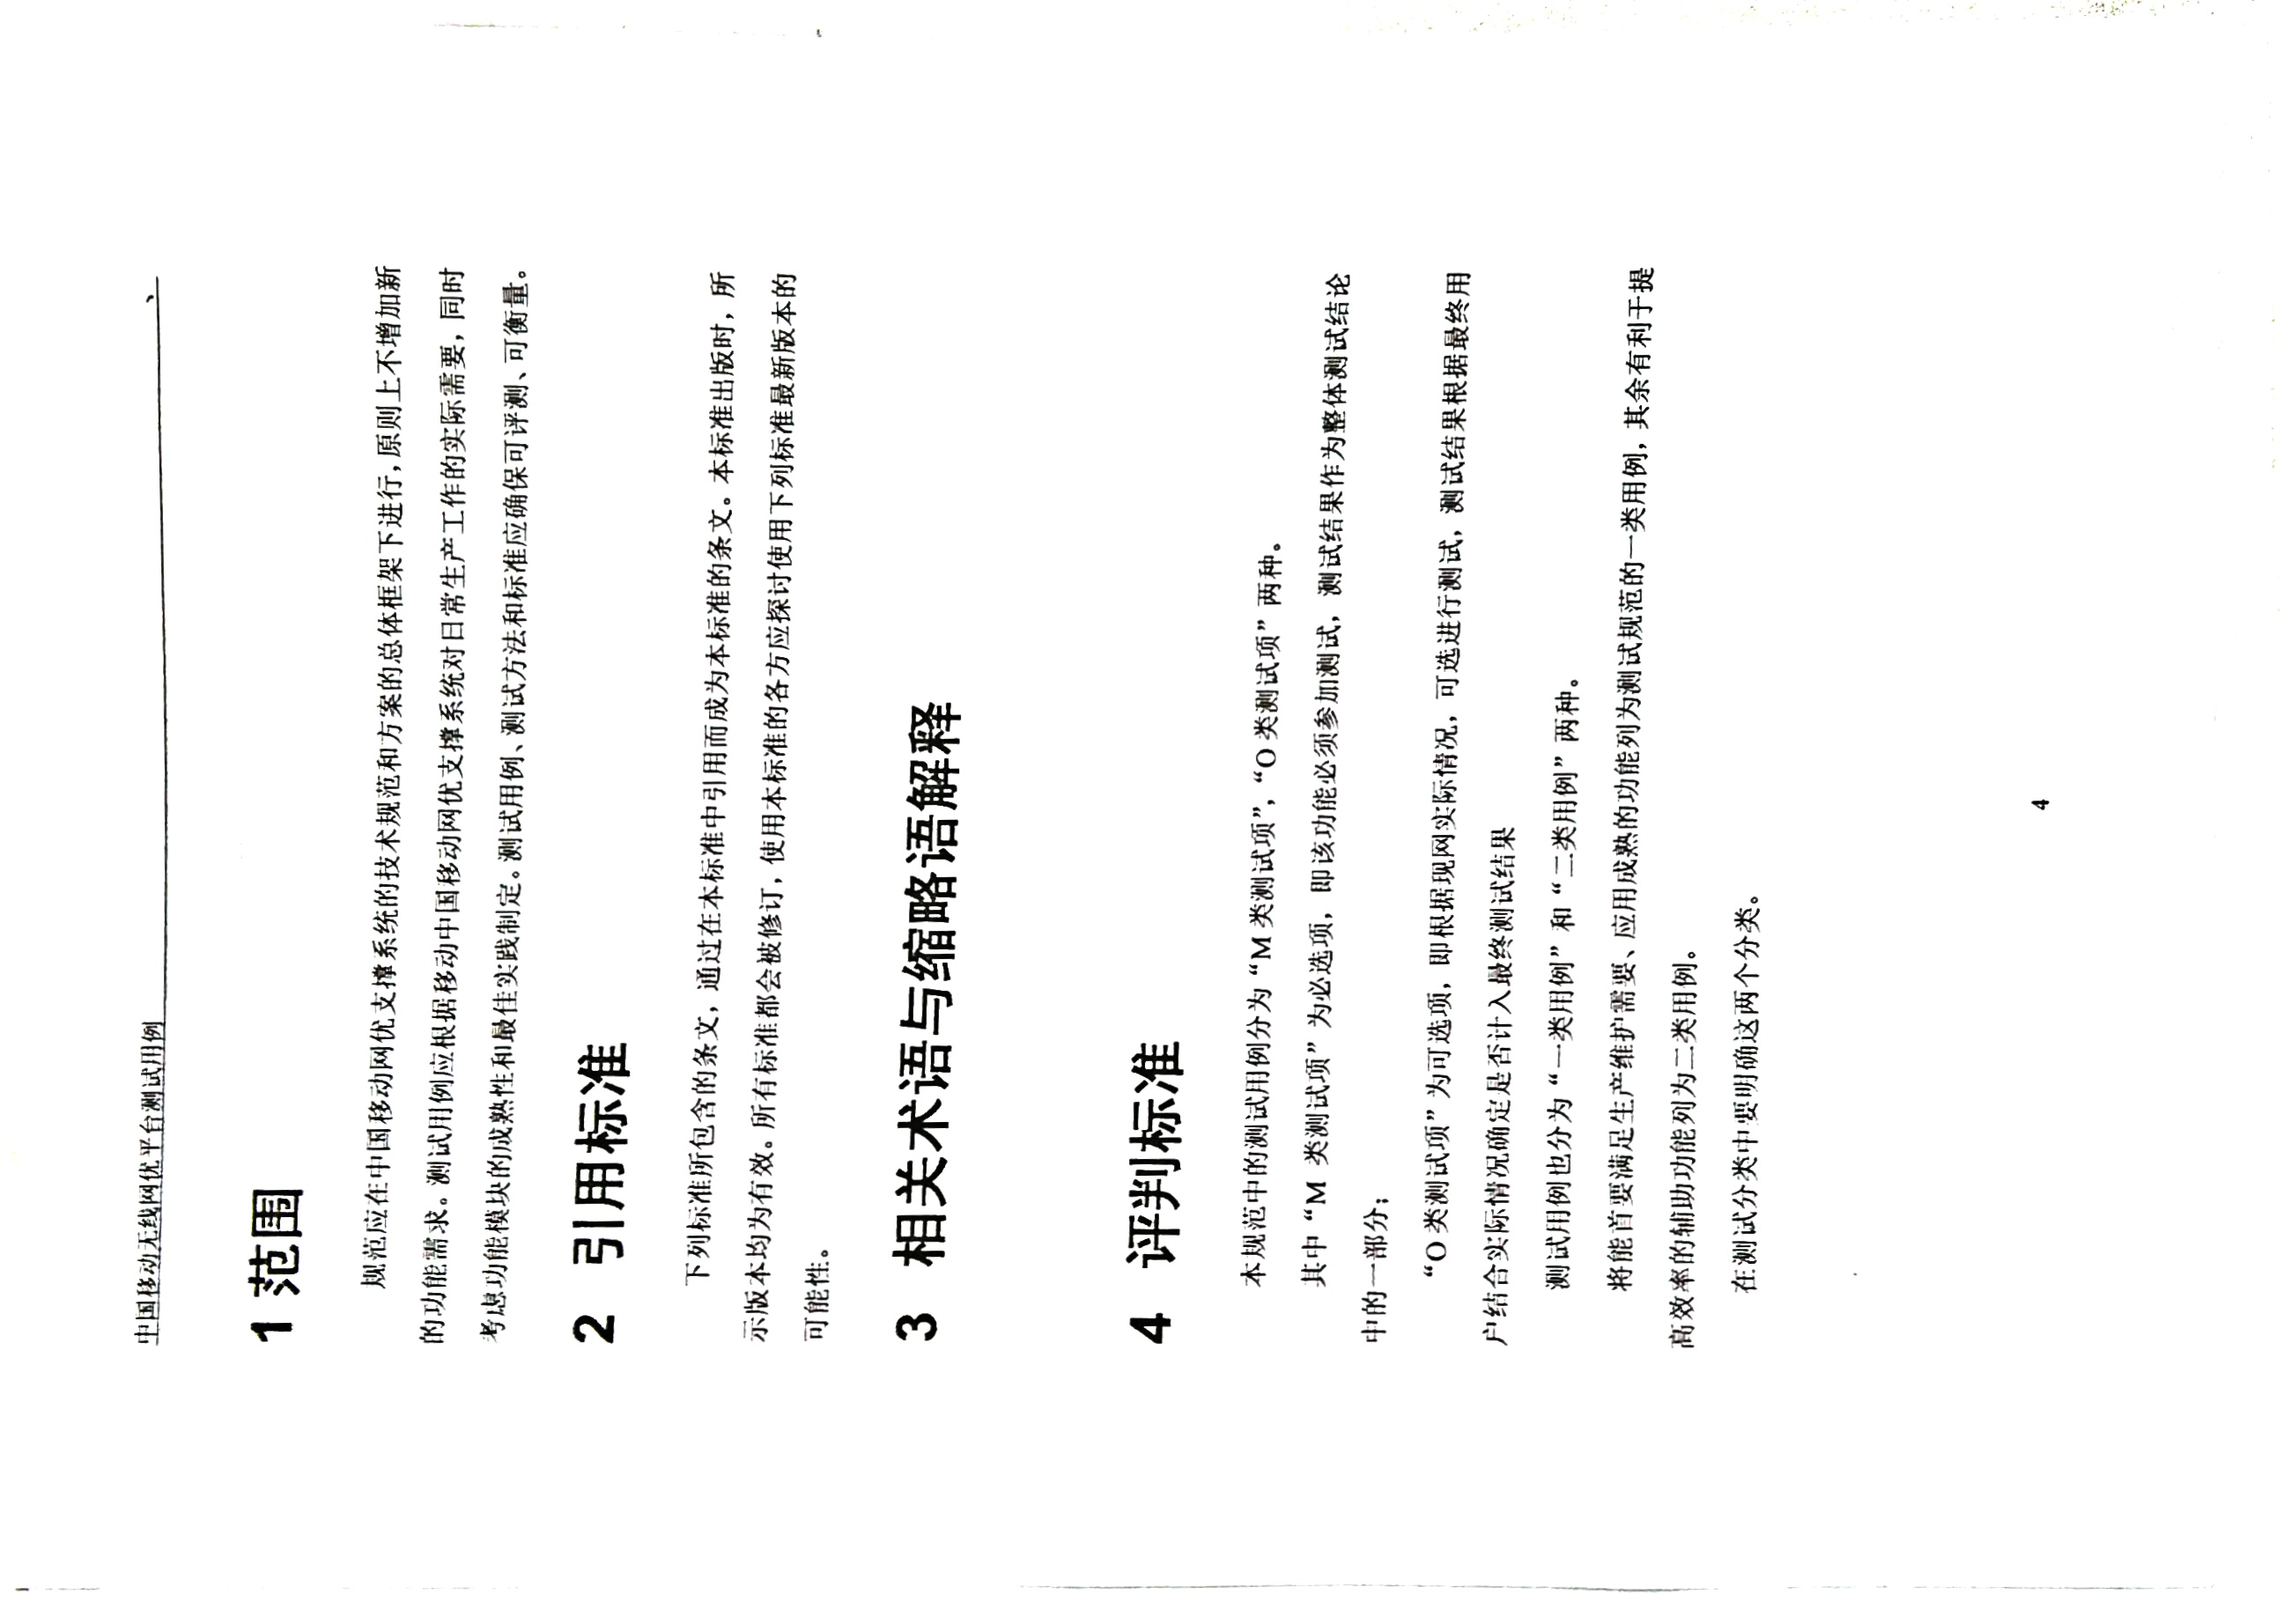 中国移动无线网优平台测试用例
1 范围
规范应在中国移动网优支撑系统的技术规范和方案的总体框架下进行，原则上不增加新
的功能需求。测试用例应根据移动中国移动网优支撑系统对日常生产工作的实际需要，同时
考虑功能模块的成熟性和最佳实践制定。测试用例、测试方法和标准应确保可评测、可衡量。
2 引用标准
下列标准所包含的条文，通过在本标准中引用而成为本标准的条文。本标准出版时，所
示版本均为有效。所有标准都会被修订，使用本标准的各方应探讨使用下列标准最新版本的
可能性。
3 相关术语与缩略语解释
4 评判标准
本规范中的测试用例分为“M 类测试项”，“O 类测试项”两种。
其中“M 类测试项”为必选项，即该功能必须参加测试，测试结果作为整体测试结论
中的一部分；
“O 类测试项”为可选项，即根据现网实际情况，可选进行测试，测试结果根据最终用
户结合实际情况确定是否计入最终测试结果
测试用例也分为“一类用例”和“二类用例”两种。
将能首要满足生产维护需要、应用成熟的功能列为测试规范的一类用例，其余有利于提
高效率的辅助功能列为二类用例。
在测试分类中要明确这两个分类。
4